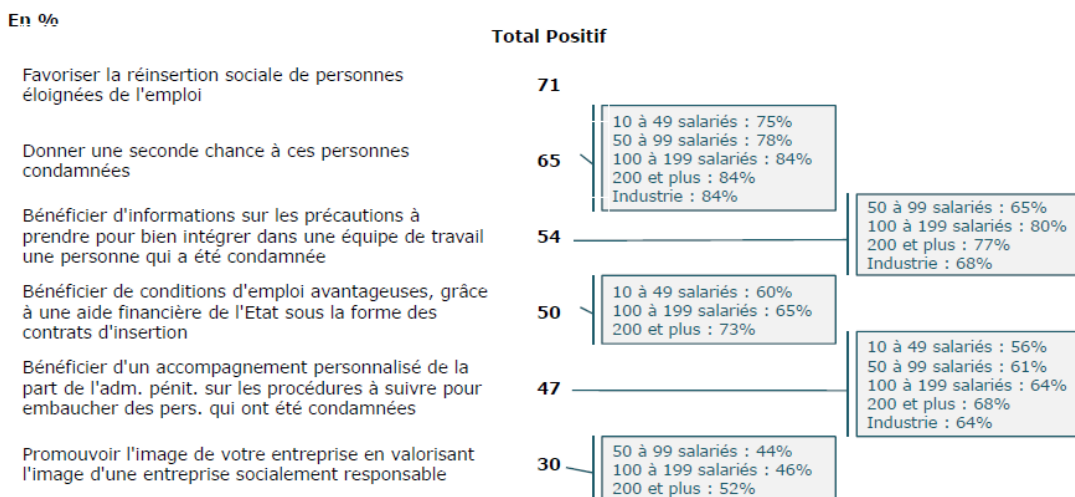 En %
Total Positif
Favoriser la réinsertion sociale de personnes
éloignées de l'emploi
71
Donner une seconde chance à ces personnes
condamnées
65
10 à 49 salariés : 75%
50 à 99 salariés : 78%
100 à 199 salariés : 84%
200 et plus : 84%
Industrie : 84%
Bénéficier d'informations sur les précautions à
prendre pour bien intégrer dans une équipe de travail
une personne qui a été condamnée
54
50 à 99 salariés : 65%
100 à 199 salariés : 80%
200 et plus : 77%
Industrie : 68%
Bénéficier de conditions d'emploi avantageuses, grâce
à une aide financière de l'Etat sous la forme des
contrats d'insertion
50
10 à 49 salariés : 60%
100 à 199 salariés : 65%
200 et plus : 73%
Bénéficier d'un accompagnement personnalisé de la
part de l'adm. pénit. sur les procédures à suivre pour
embaucher des pers. qui ont été condamnées
47
10 à 49 salariés : 56%
50 à 99 salariés : 61%
100 à 199 salariés : 64%
200 et plus : 68%
Industrie : 64%
Promouvoir l'image de votre entreprise en valorisant
l'image d'une entreprise socialement responsable
30
50 à 99 salariés : 44%
100 à 199 salariés : 46%
200 et plus : 52%